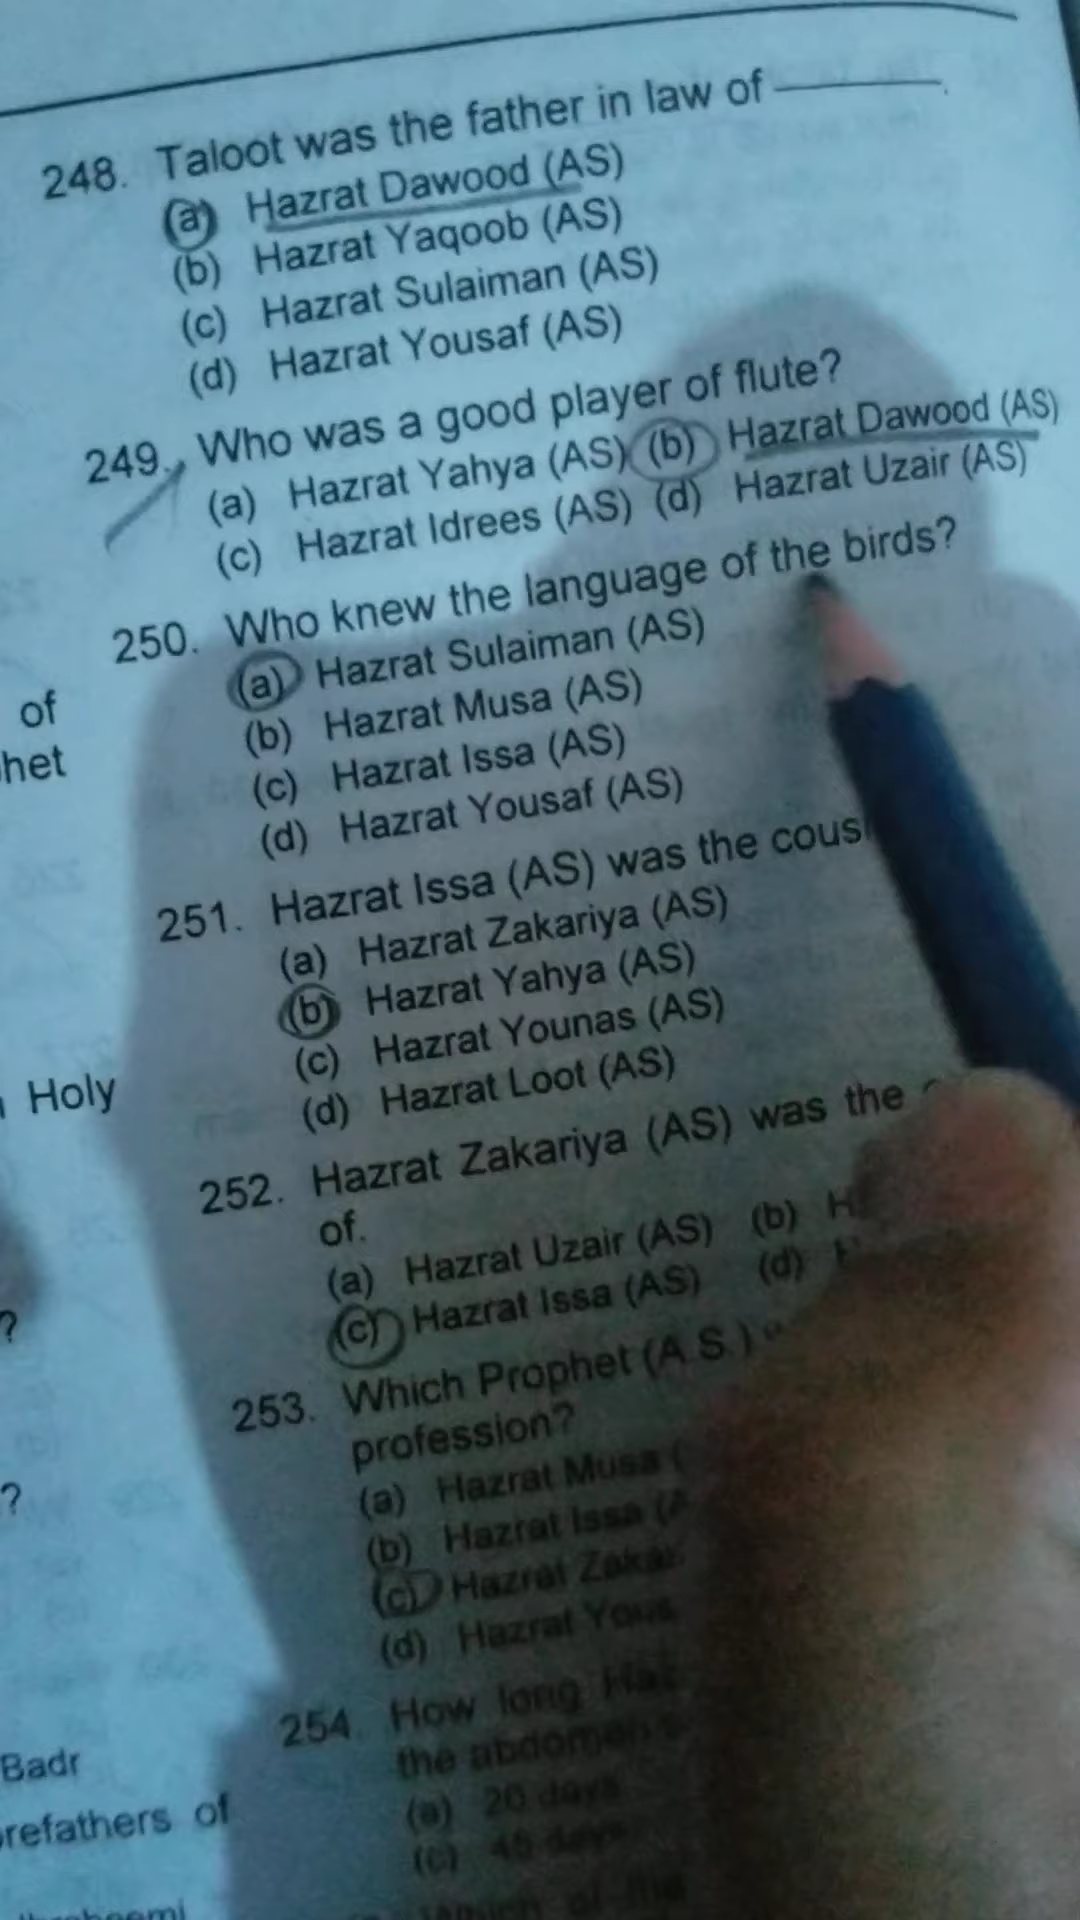 248. Taloot was the father in law of
(a) Hazrat Dawood (AS)
(b) Hazrat Yaqoob (AS)
(c) Hazrat Sulaiman (AS)
(d) Hazrat Yousaf (AS)
249. Who was a good player of flute?
(a) Hazrat Yahya (AS) (b) Hazrat Dawood (AS)
(c) Hazrat Idrees (AS) (d) Hazrat Uzair (AS)
250. Who knew the language of the birds?
(a) Hazrat Sulaiman (AS)
(b) Hazrat Musa (AS)
(c) Hazrat Issa (AS)
(d) Hazrat Yousaf (AS)
251. Hazrat Issa (AS) was the
(a) Hazrat Zakariya (AS)
(b) Hazrat Yahya (AS)
(c) Hazrat Younas (AS)
(d) Hazrat Loot (AS)
252. Hazrat Zakariya (AS) was the
of.
(a) Hazrat Uzair (AS) (b)
(c) Hazrat Issa (AS) (d)
253. Which Prophet (A.S.)
profession?
(a) Hazrat Musa
(b) Hazrat Issa
(c) Hazrat
(d) Hazrat
254. How long
the
(a) 20 days
(c)
of
Holy
?
?
Badr
of